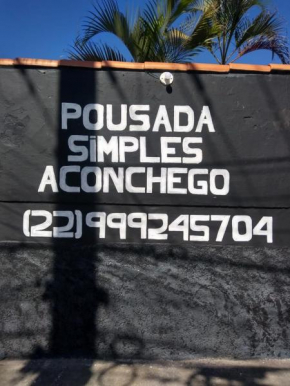 POUSADA
SIMPLES
ACONCHEGO
(22)999245704